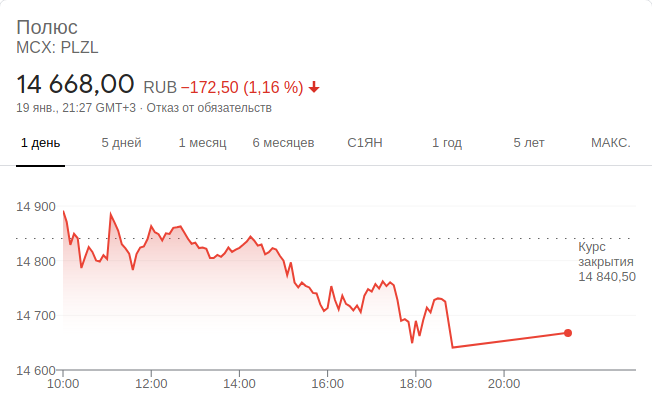 Полюс
MCX: PLZL
14 668,00 RUB −172,50 (1,16 %)
19 янв., 21:27 GMT+3 · Отказ от обязательств
1 день 5 дней 1 месяц 6 месяцев С1ЯН 1 год 5 лет МАКС.
14 900
Курс
закрытия
14 840,50
14 800
14 700
14 600
10:00 12:00 14:00 16:00 18:00 20:00